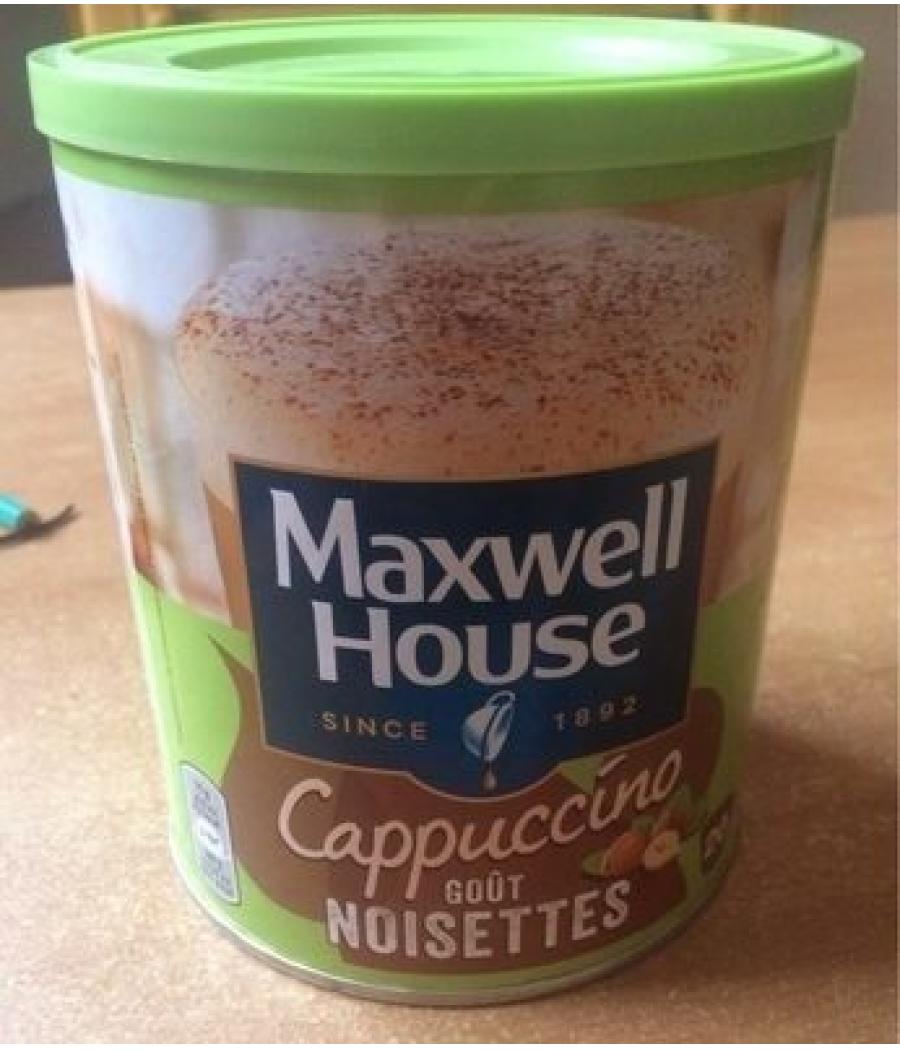 Maxwell
House
SINCE 1892
Cappuccino
GOÛT
NOISETTES